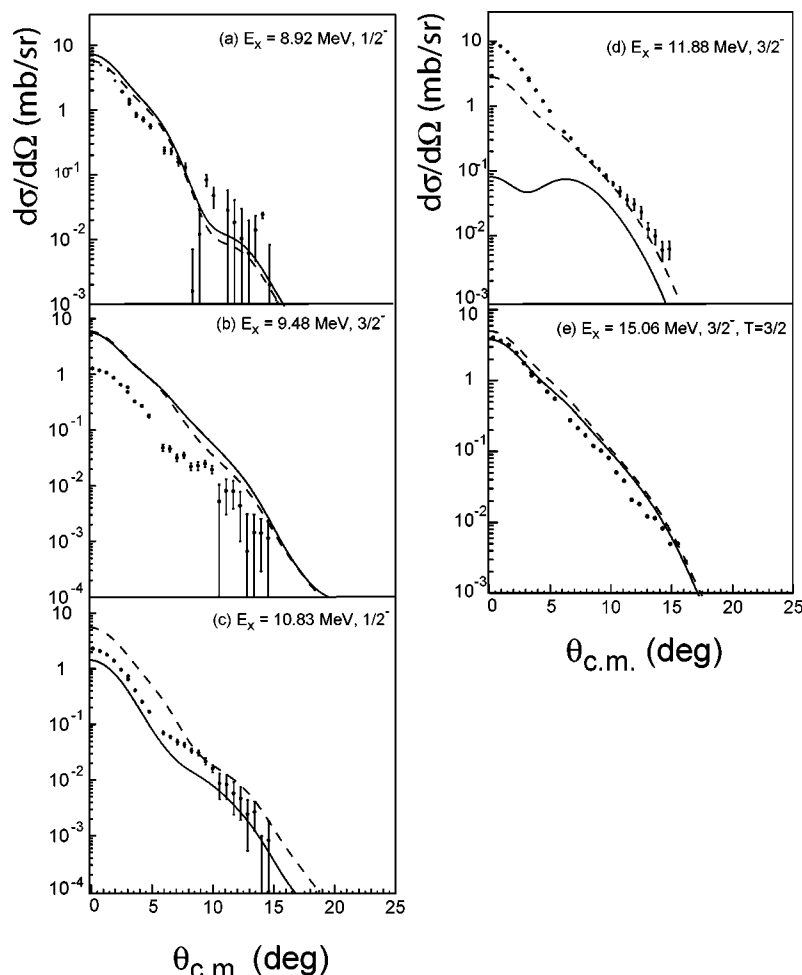 (a) Eₓ = 8.92 MeV, 1/2⁻
dσ/dΩ (mb/sr)
10
1
10⁻¹
10⁻²
10⁻³
(b) Eₓ = 9.48 MeV, 3/2⁻
10
1
10⁻¹
10⁻²
10⁻³
10⁻⁴
(c) Eₓ = 10.83 MeV, 1/2⁻
10
1
10⁻¹
10⁻²
10⁻³
10⁻⁴
0 5 10 15 20 25
θc.m. (deg)
(d) Eₓ = 11.88 MeV, 3/2⁻
dσ/dΩ (mb/sr)
10
1
10⁻¹
10⁻²
10⁻³
(e) Eₓ = 15.06 MeV, 3/2⁻, T=3/2
10
1
10⁻¹
10⁻²
10⁻³
0 5 10 15 20 25
θc.m. (deg)